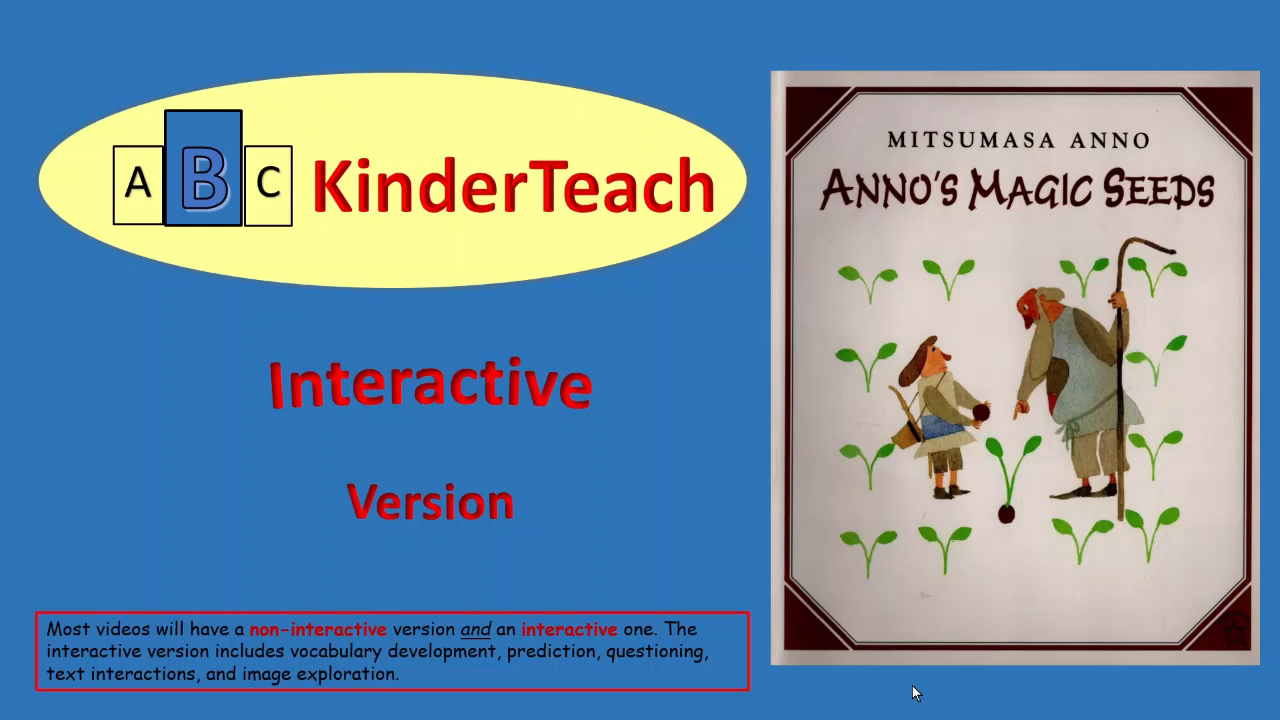 A B C KinderTeach
Interactive
Version
Most videos will have a non-interactive version and an interactive one. The
interactive version includes vocabulary development, prediction, questioning,
text interactions, and image exploration.
MITSUMASA ANNO
ANNO'S MAGIC SEEDS